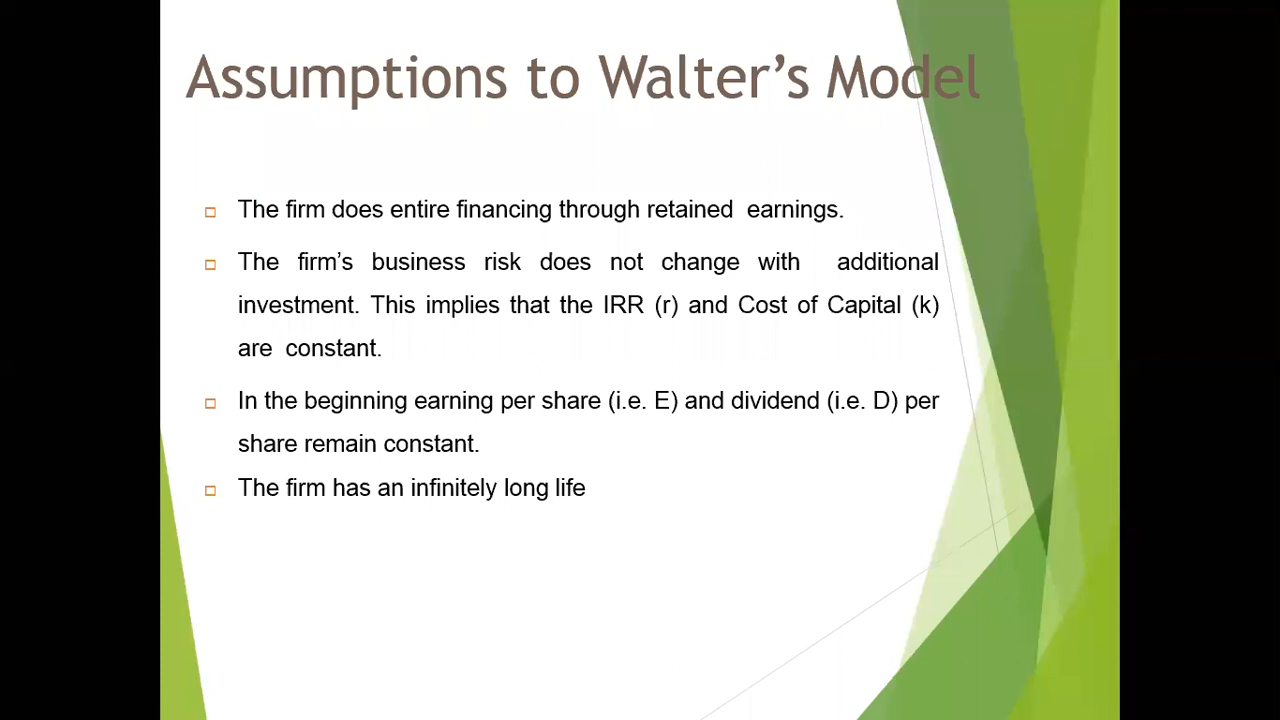 Assumptions to Walter's Model
The firm does entire financing through retained earnings.
The firm's business risk does not change with additional
investment. This implies that the IRR (r) and Cost of Capital (k)
are constant.
In the beginning earning per share (i.e. E) and dividend (i.e. D) per
share remain constant.
The firm has an infinitely long life